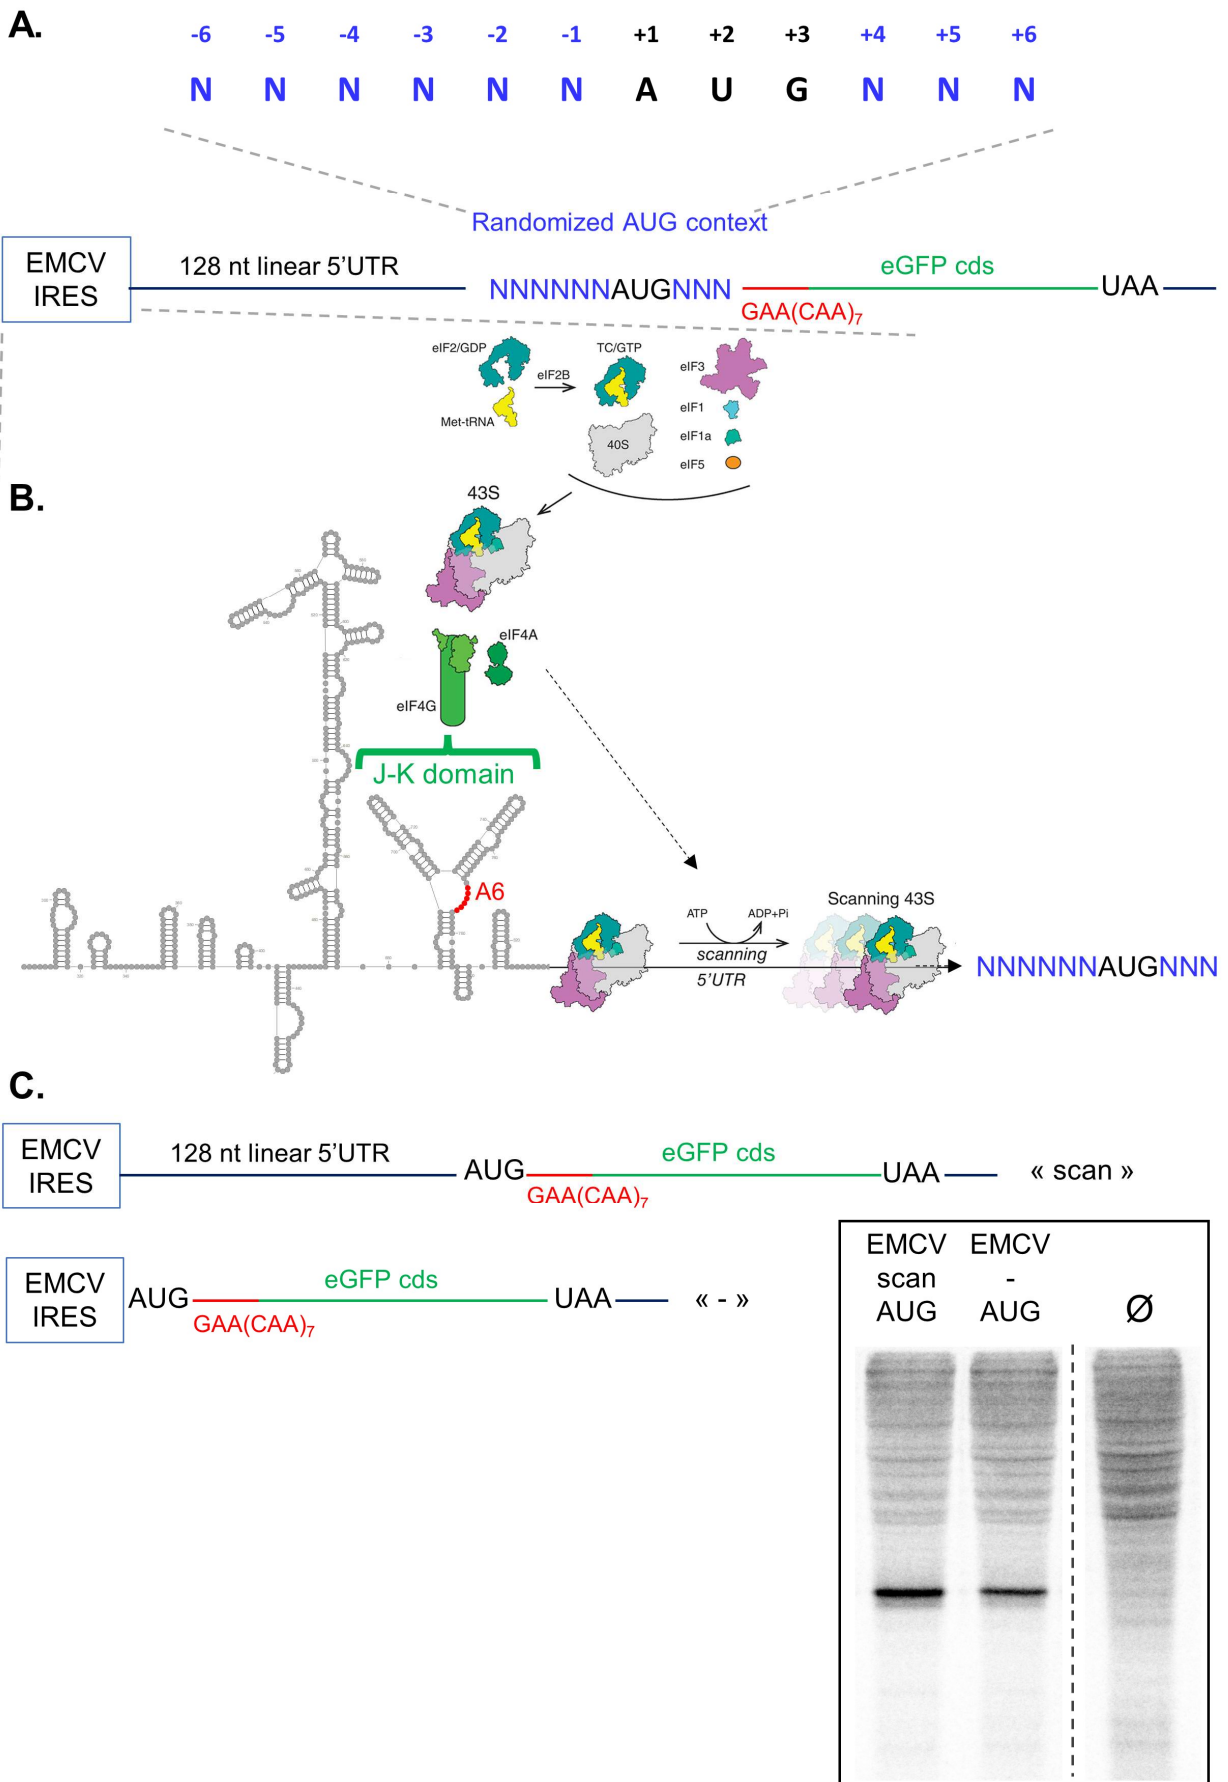 A.
-6 -5 -4 -3 -2 -1 +1 +2 +3 +4 +5 +6
N N N N N N A U G N N N
Randomized AUG context
EMCV
IRES
128 nt linear 5'UTR
NNNNNNAUGNNN
eGFP cds
UAA
GAA(CAA)7
eIF2/GDP
eIF2B
TC/GTP
Met-tRNA
40S
eIF3
eIF1
eIF1a
eIF5
B.
43S
eIF4A
eIF4G
J-K domain
A6
ATP
ADP+Pi
scanning
5'UTR
Scanning 43S
NNNNNNAUGNNN
C.
EMCV
IRES
128 nt linear 5'UTR
AUG
eGFP cds
UAA
« scan »
GAA(CAA)7
EMCV
IRES
AUG
eGFP cds
UAA
« - »
GAA(CAA)7
EMCV EMCV
scan -
AUG AUG Ø